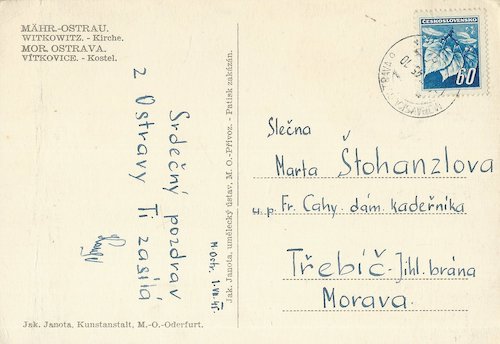 MÄHR.-OSTRAU.
WITKOWITZ. - Kirche.
MOR. OSTRAVA.
VÍTKOVICE. - Kostel.
Srdečný pozdrav
z Ostravy Ti zasílá
Jak. Janota, umělecký ústav, M. O.-Přívoz. - Patisk zakázán.
Jak. Janota, Kunstanstalt, M.-O.-Oderfurt.
ČESKOSLOVENSKO
60
Slečna
Marta Štohanzlova
u. p. Fr. Cahy dám. kadeřníka
Třebíč - Jihl. brána
Morava.